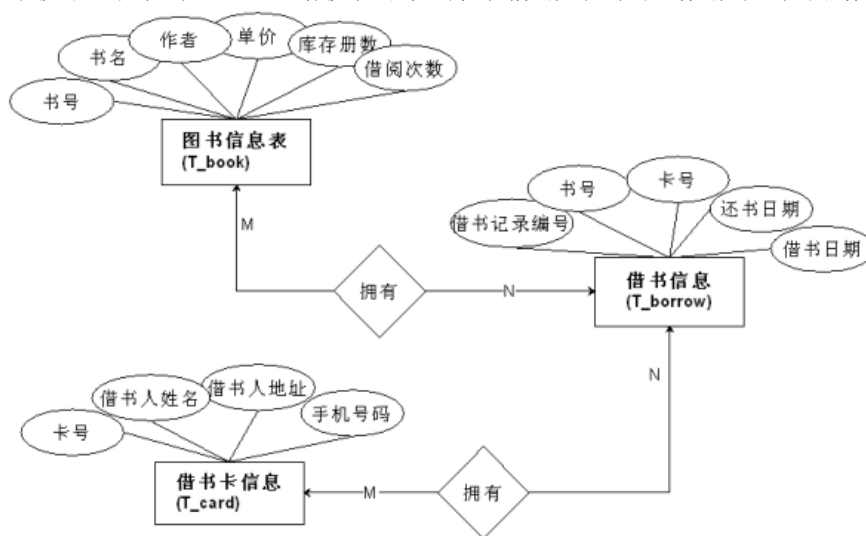 书号
书名
作者
单价
库存册数
借阅次数
图书信息表
(T_book)
M
借书记录编号
书号
卡号
还书日期
借书日期
拥有
N
借书信息
(T_borrow)
N
卡号
借书人姓名
借书人地址
手机号码
借书卡信息
(T_card)
M
拥有